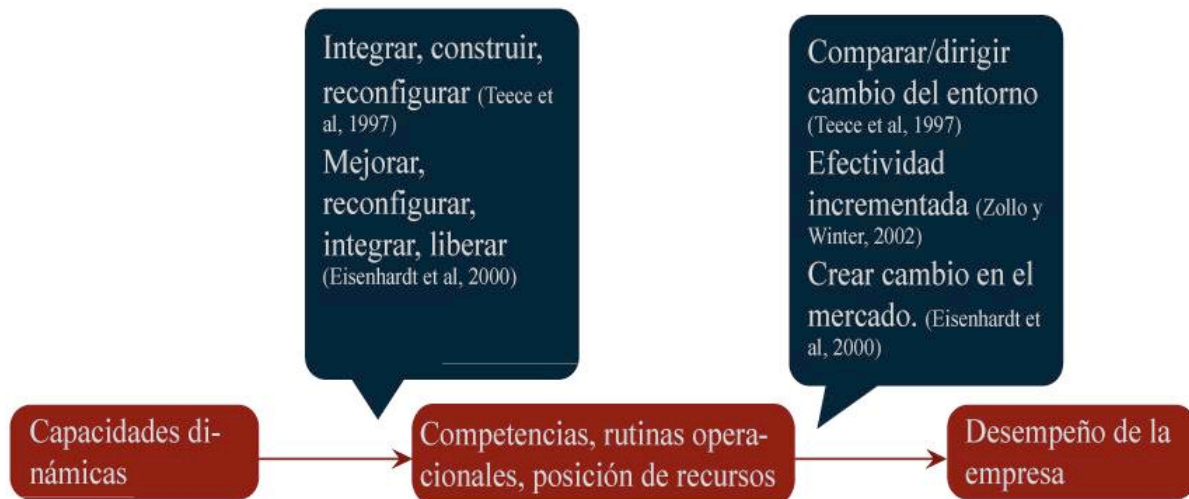 Integrar, construir,
reconfigurar (Teece et
al, 1997)
Mejorar,
reconfigurar,
integrar, liberar
(Eisenhardt et al, 2000)
Comparar/dirigir
cambio del entorno
(Teece et al, 1997)
Efectividad
incrementada (Zollo y
Winter, 2002)
Crear cambio en el
mercado. (Eisenhardt et
al, 2000)
Capacidades di-
námicas
Competencias, rutinas opera-
cionales, posición de recursos
Desempeño de la
empresa